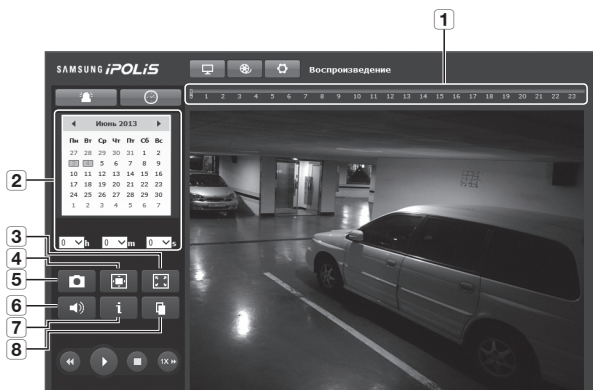 1
SAMSUNG iPOLiS
Воспроизведение
0 1 2 3 4 5 6 7 8 9 10 11 12 13 14 15 16 17 18 19 20 21 22 23
Июнь 2013
Пн Вт Ср Чт Пт Сб Вс
27 28 29 30 31 1 2
3 4 5 6 7 8 9
10 11 12 13 14 15 16
17 18 19 20 21 22 23
24 25 26 27 28 29 30
1 2 3 4 5 6 7
2
0 h 0 m 0 s
3
4
5
6
i
7
8
1X